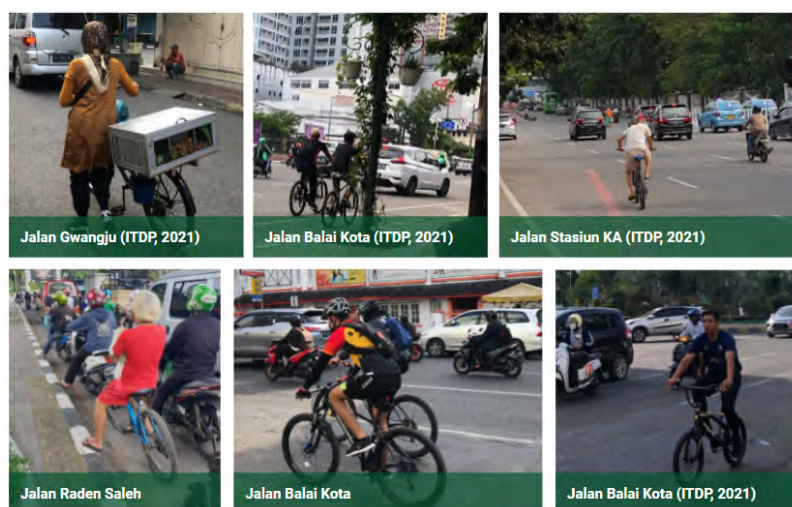 Jalan Gwangju (ITDP, 2021)
Jalan Balai Kota (ITDP, 2021)
Jalan Stasiun KA (ITDP, 2021)
Jalan Raden Saleh
Jalan Balai Kota
Jalan Balai Kota (ITDP, 2021)